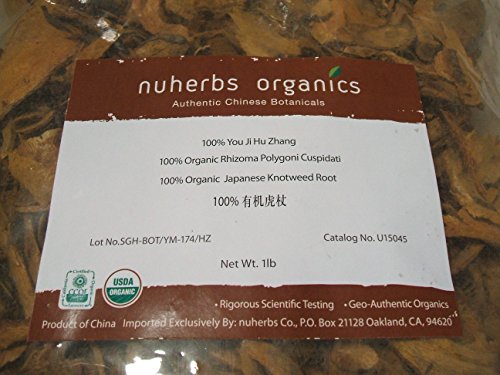 nuherbs organics
Authentic Chinese Botanicals
100% You Ji Hu Zhang
100% Organic Rhizoma Polygoni Cuspidati
100% Organic Japanese Knotweed Root
100% 有机虎杖
Lot No.SGH-BOT/YM-174/HZ
Catalog No. U15045
Net Wt. 1lb
USDA
ORGANIC
• Rigorous Scientific Testing • Geo-Authentic Organics
Product of China Imported Exclusively By: nuherbs Co., P.O. Box 21128 Oakland, CA, 94620